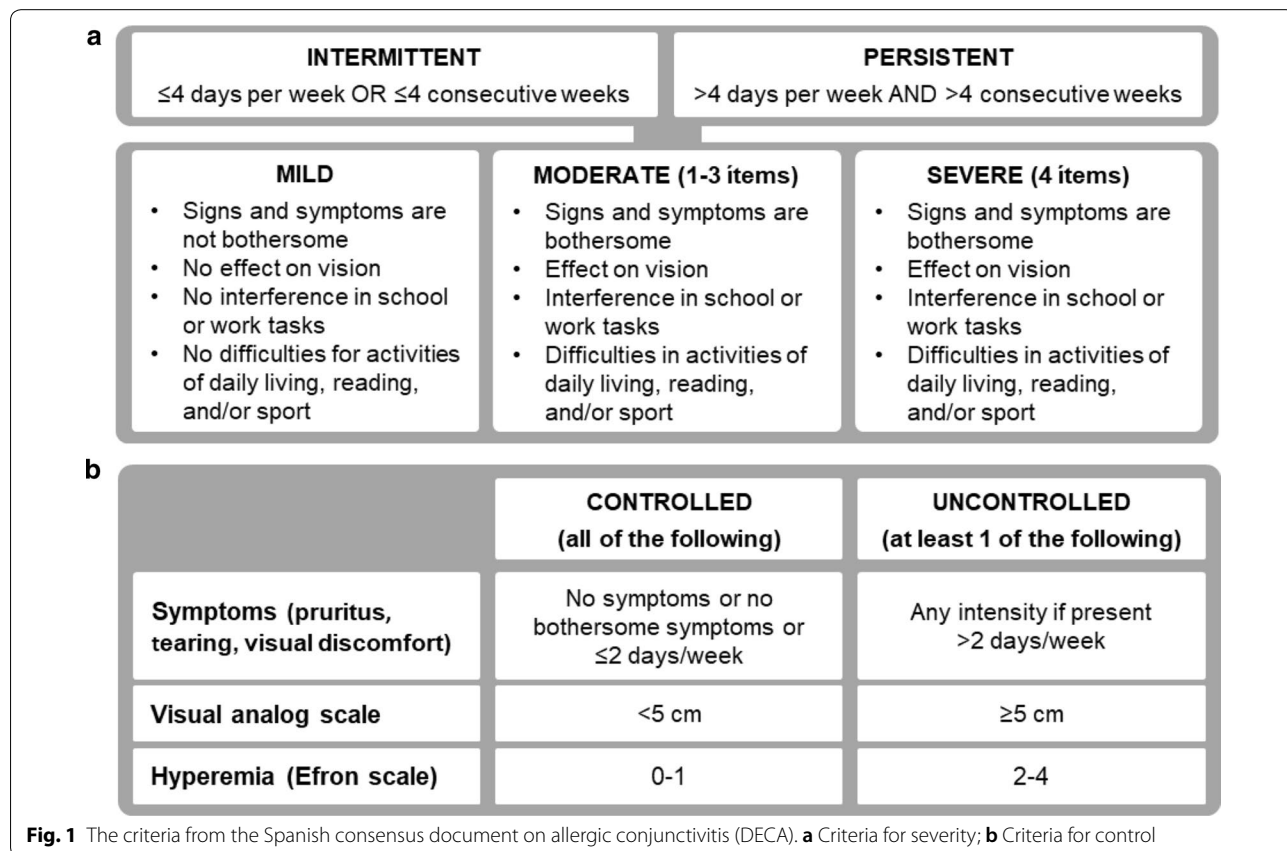 a
INTERMITTENT
≤4 days per week OR ≤4 consecutive weeks
PERSISTENT
>4 days per week AND >4 consecutive weeks
MILD
• Signs and symptoms are
not bothersome
• No effect on vision
• No interference in school
or work tasks
• No difficulties for activities
of daily living, reading,
and/or sport
MODERATE (1-3 ítems)
• Signs and symptoms are
bothersome
• Effect on vision
• Interference in school or
work tasks
• Difficulties in activities of
daily living, reading,
and/or sport
SEVERE (4 ítems)
• Signs and symptoms are
bothersome
• Effect on vision
• Interference in school or
work tasks
• Difficulties in activities of
daily living, reading,
and/or sport
b
CONTROLLED
(all of the following)
UNCONTROLLED
(at least 1 of the following)
Symptoms (pruritus,
tearing, visual discomfort)
No symptoms or no
bothersome symptoms or
≤2 days/week
Any intensity if present
>2 days/week
Visual analog scale
<5 cm
≥5 cm
Hyperemia (Efron scale)
0-1
2-4
Fig. 1 The criteria from the Spanish consensus document on allergic conjunctivitis (DECA). a Criteria for severity; b Criteria for control